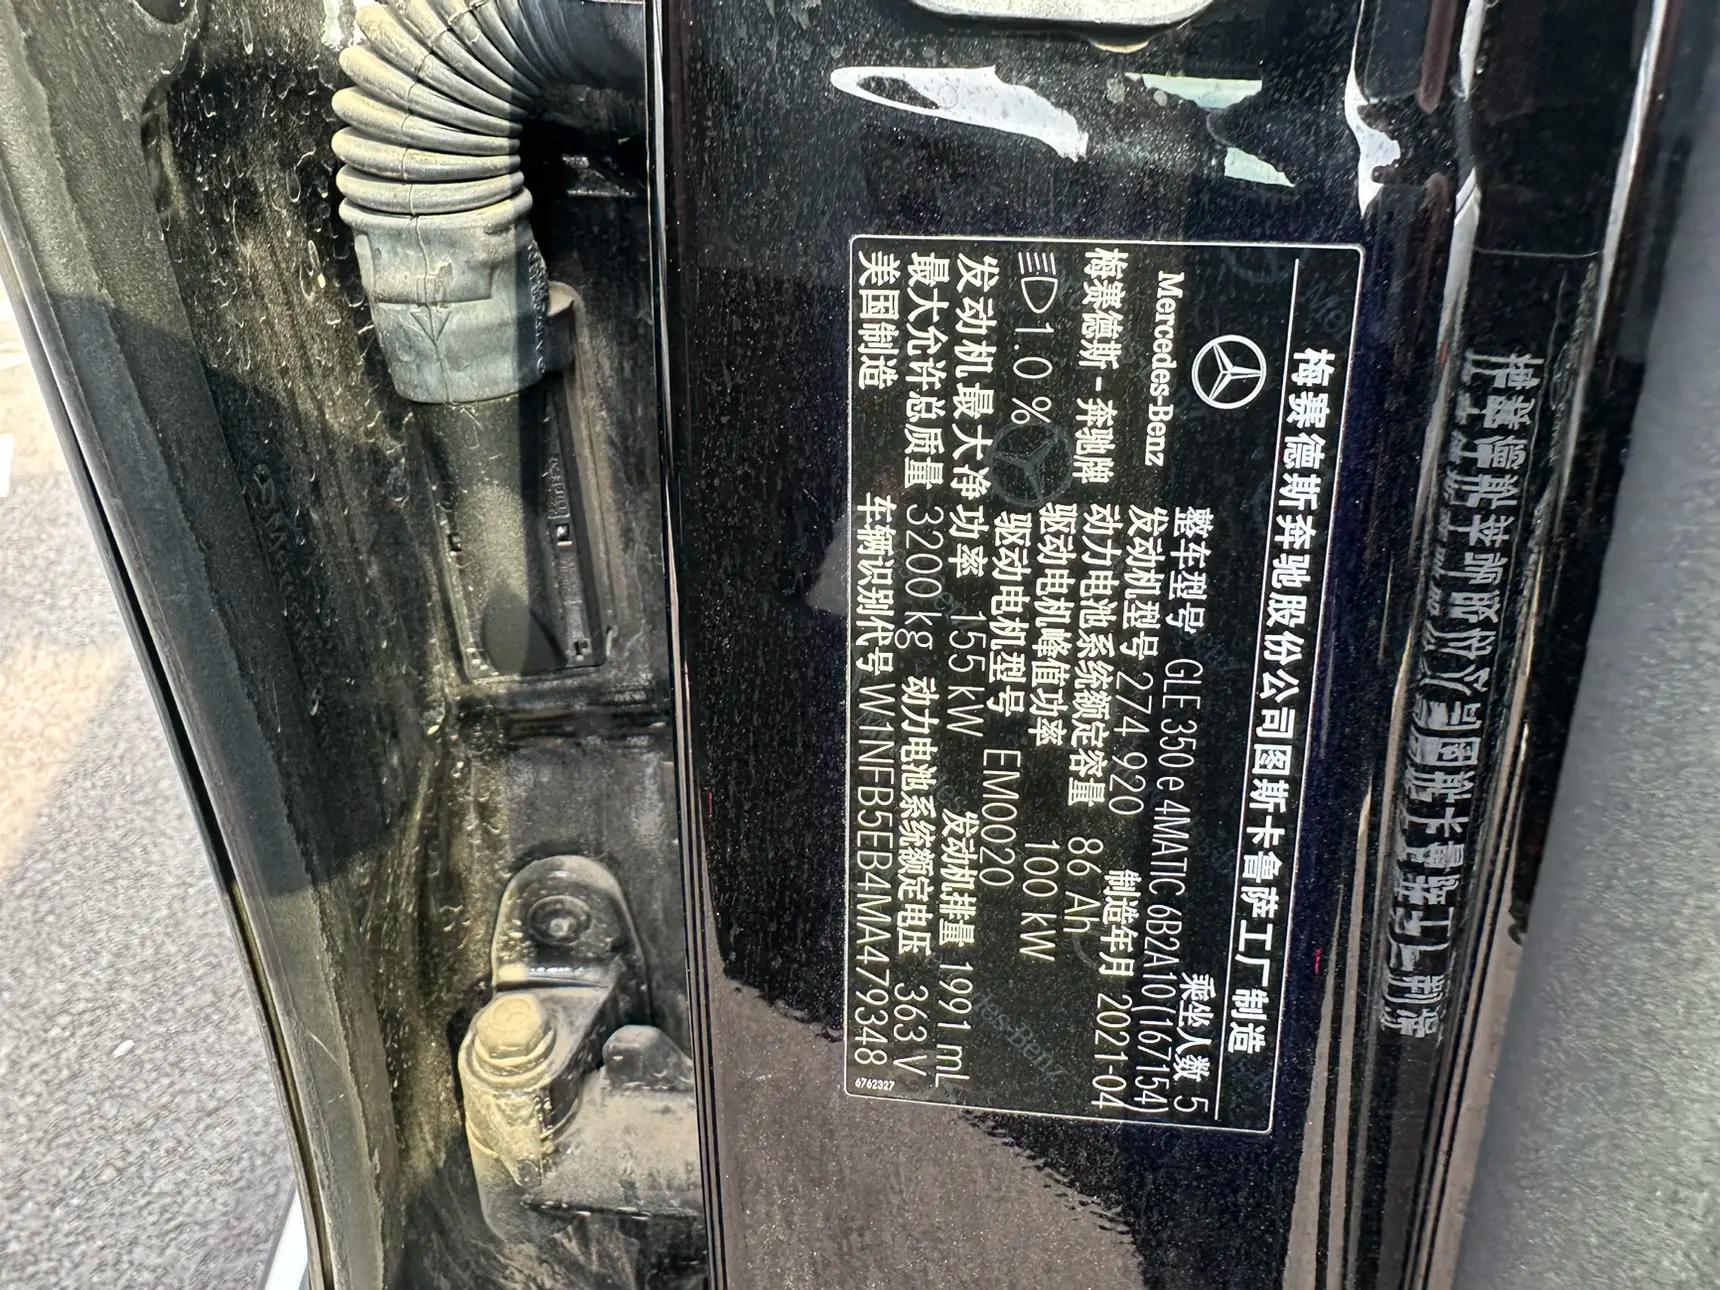 梅赛德斯奔驰股份公司图斯卡鲁萨工厂制造
乘坐人数 5
Mercedes-Benz
整车型号 GLE 350 e 4MATIC 6B2A10(167154)
发动机型号 274 920
制造年月 2021-04
梅赛德斯-奔驰牌
动力电池系统额定容量 86 Ah
驱动电机峰值功率 100 kW
1.0 %
驱动电机型号 EM0020
发动机最大净功率 155 kW
发动机排量 1991 mL
最大允许总质量 3200 kg
动力电池系统额定电压 363 V
美国制造
车辆识别代号 W1NFB5EB4MA479348
6762327